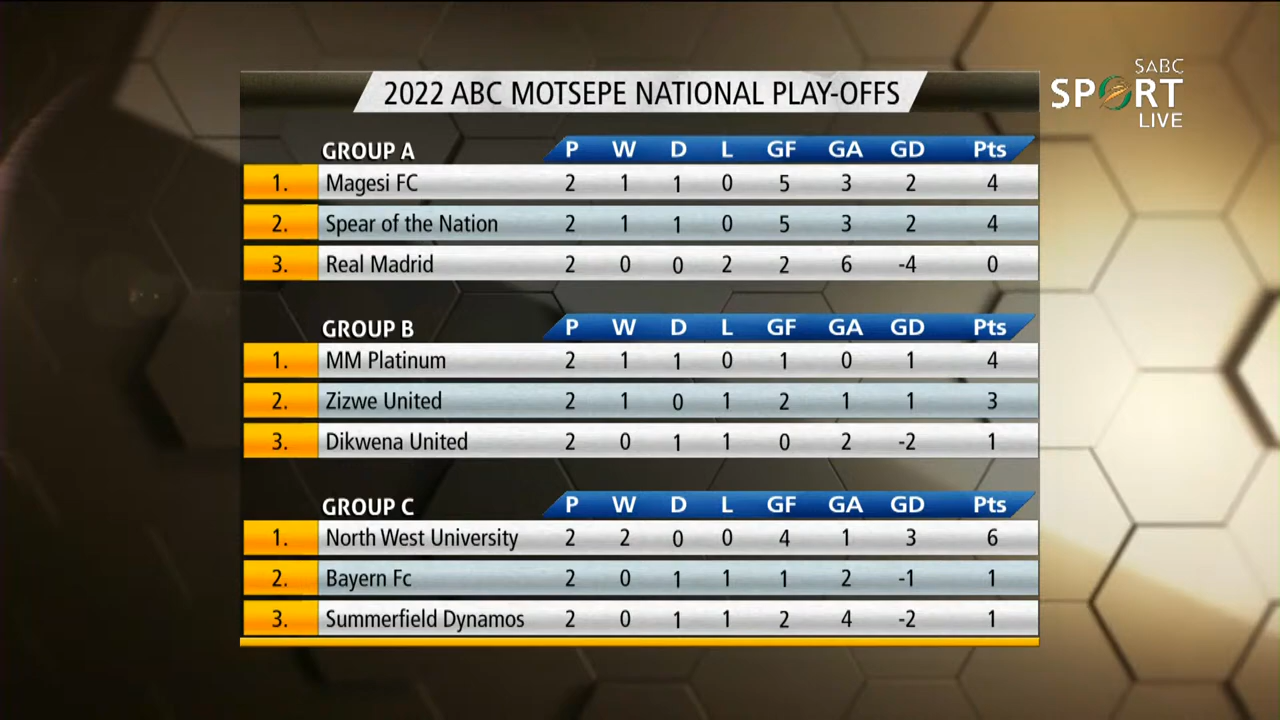 2022 ABC MOTSEPE NATIONAL PLAY-OFFS
SABC
SPORT
LIVE
GROUP A P W D L GF GA GD Pts
1. Magesi FC 2 1 1 0 5 3 2 4
2. Spear of the Nation 2 1 1 0 5 3 2 4
3. Real Madrid 2 0 0 2 2 6 -4 0
GROUP B P W D L GF GA GD Pts
1. MM Platinum 2 1 1 0 1 0 1 4
2. Zizwe United 2 1 0 1 2 1 1 3
3. Dikwena United 2 0 1 1 0 2 -2 1
GROUP C P W D L GF GA GD Pts
1. North West University 2 2 0 0 4 1 3 6
2. Bayern Fc 2 0 1 1 1 2 -1 1
3. Summerfield Dynamos 2 0 1 1 2 4 -2 1